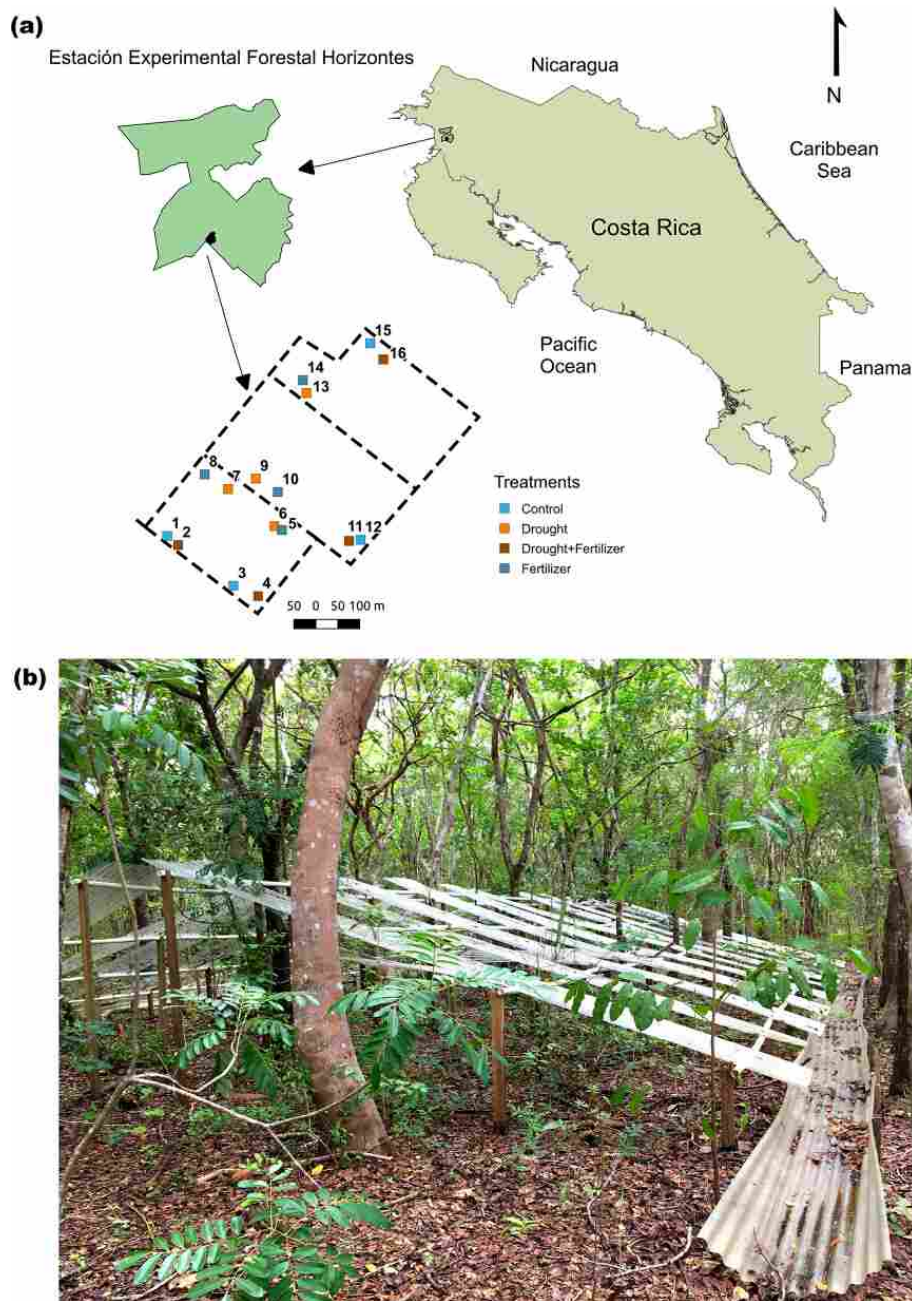 (a)
Estación Experimental Forestal Horizontes
Nicaragua
N
Caribbean
Sea
Costa Rica
Pacific
Ocean
Panama
15
16
14
13
8
9
7
10
6
5
1
2
11 12
3
4
Treatments
Control
Drought
Drought+Fertilizer
Fertilizer
50 0 50 100 m
(b)